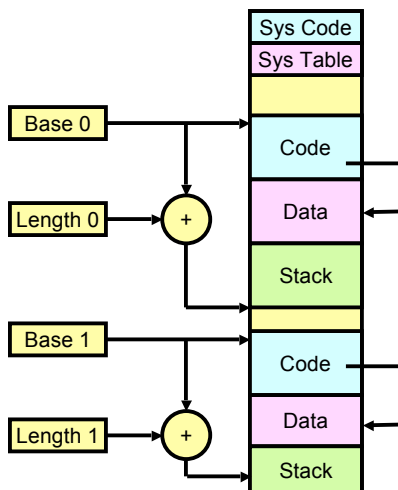 Sys Code
Sys Table
Base 0
Code
Length 0
+
Data
Stack
Base 1
Code
Length 1
+
Data
Stack